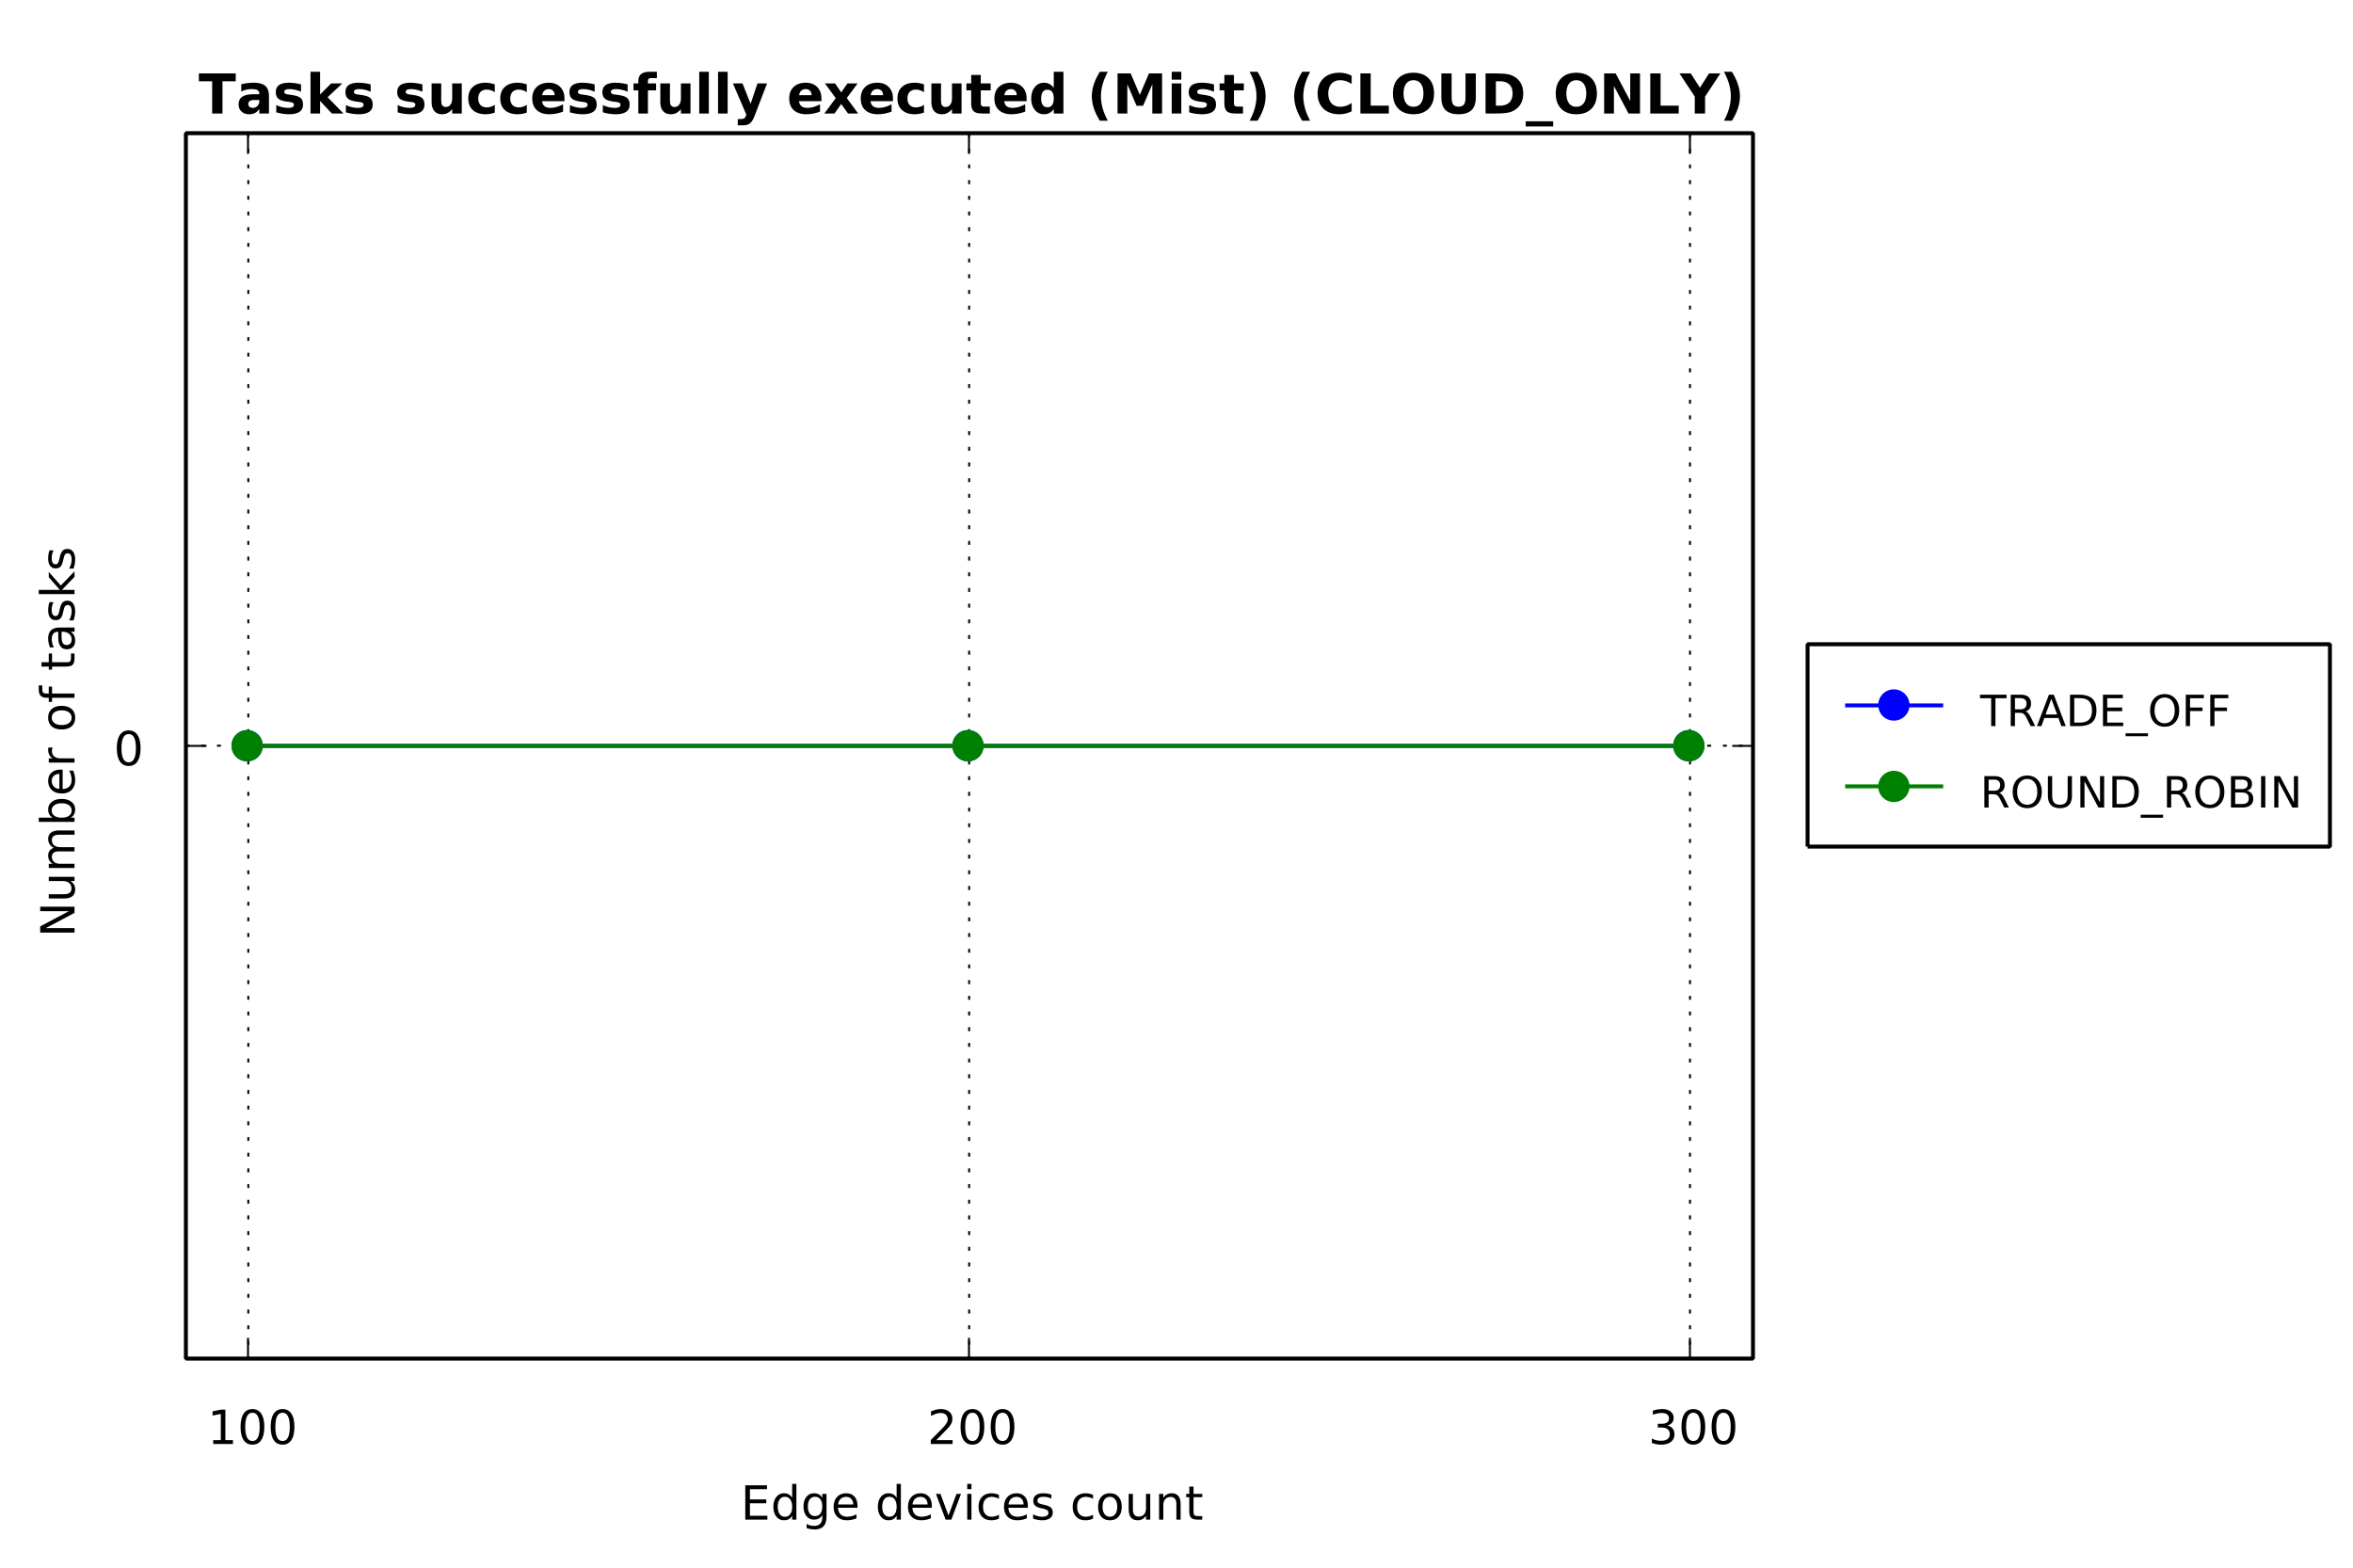 Tasks successfully executed (Mist) (CLOUD_ONLY)
Number of tasks
0
TRADE_OFF
ROUND_ROBIN
100 200 300
Edge devices count